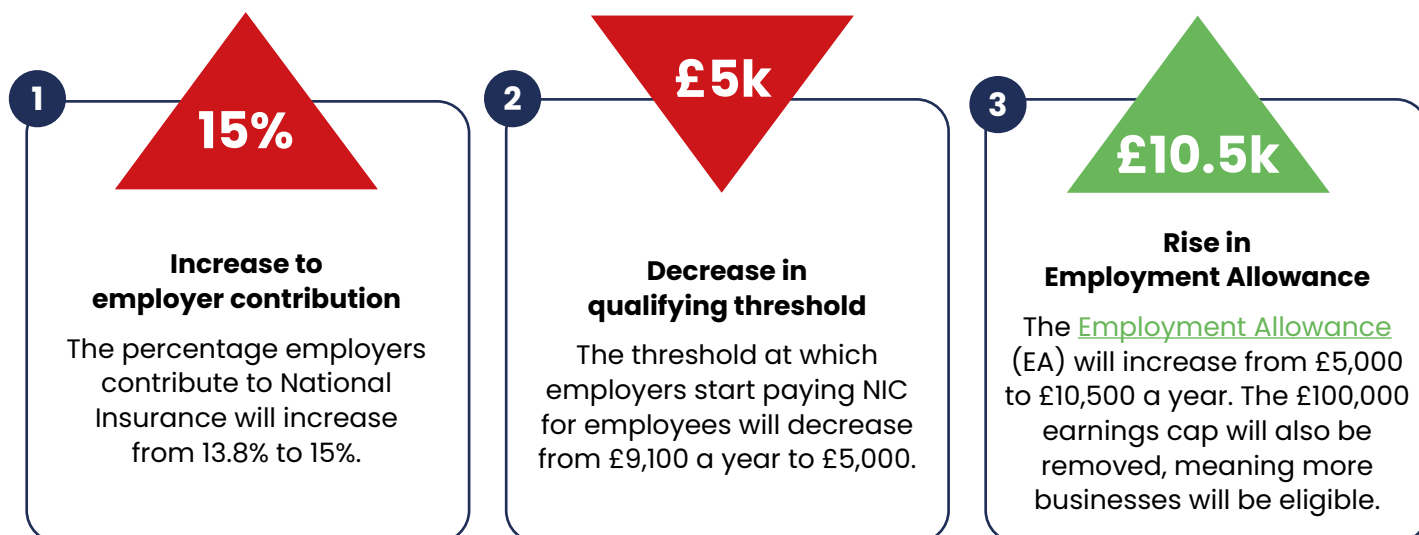 1
15%
Increase to
employer contribution
The percentage employers
contribute to National
Insurance will increase
from 13.8% to 15%.
2
£5k
Decrease in
qualifying threshold
The threshold at which
employers start paying NIC
for employees will decrease
from £9,100 a year to £5,000.
3
£10.5k
Rise in
Employment Allowance
The Employment Allowance
(EA) will increase from £5,000
to £10,500 a year. The £100,000
earnings cap will also be
removed, meaning more
businesses will be eligible.